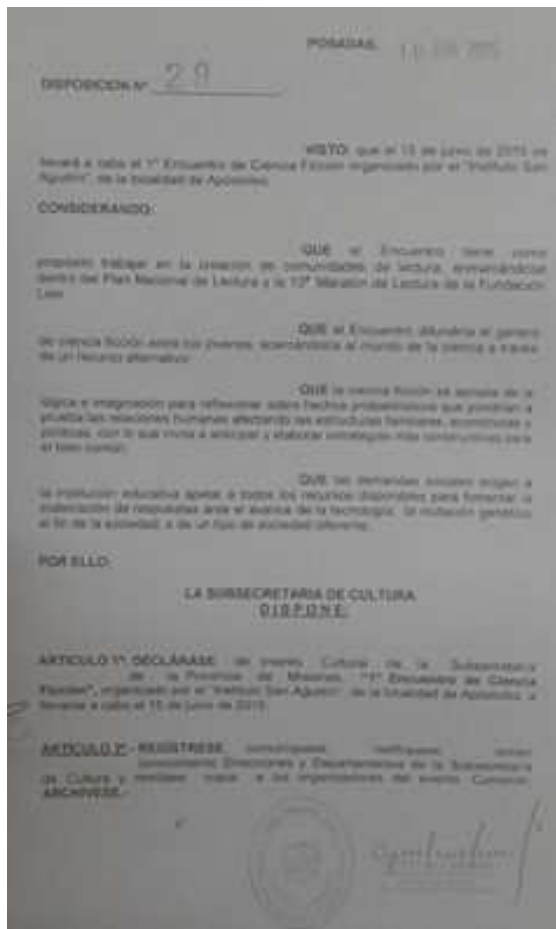 POSADAS,
DISPOSICION Nº 29
VISTO: que el 15 de junio de 2015 se
llevará a cabo el 1º Encuentro de Ciencia Ficción organizado por el "Instituto San
Agustín", de la localidad de Apóstoles.
CONSIDERANDO:
QUE el Encuentro tiene como
propósito trabajar en la creación de comunidades de lectura, enmarcándose
dentro del Plan Nacional de Lectura y la Maratón de Lectura de la Fundación
Leer.
QUE el Encuentro difundiría el género
de ciencia ficción entre los jóvenes, acercándolos al mundo de la ciencia a través
de un recurso alternativo.
QUE la ciencia ficción se apropia de la
lógica e imaginación para reflexionar sobre hechos probabilísticos que pondrían a
prueba las relaciones humanas afectando las estructuras familiares, económicas y
políticas, con lo que invita a anticipar y elaborar estrategias más constructivas para
el bien común.
QUE las demandas sociales exigen a
la institución educativa apelar a todos los recursos disponibles para fomentar la
elaboración de respuestas ante el avance de la tecnología, la mutación genética,
el fin de la sociedad, o de un tipo de sociedad diferente.
POR ELLO:
LA SUBSECRETARIA DE CULTURA
DISPONE:
ARTICULO 1º: DECLÁRASE de Interés Cultural de la Subsecretaría
de la Provincia de Misiones, "1º Encuentro de Ciencia
Ficción", organizado por el "Instituto San Agustín", de la localidad de Apóstoles, a
llevarse a cabo el 15 de junio de 2015.
ARTÍCULO 2º.- REGÍSTRESE, comuníquese, notifíquese, tomen
conocimiento Direcciones y Departamentos de la Subsecretaría
de Cultura y remítase copia a los organizadores del evento. Cumplido.
ARCHIVESE.-